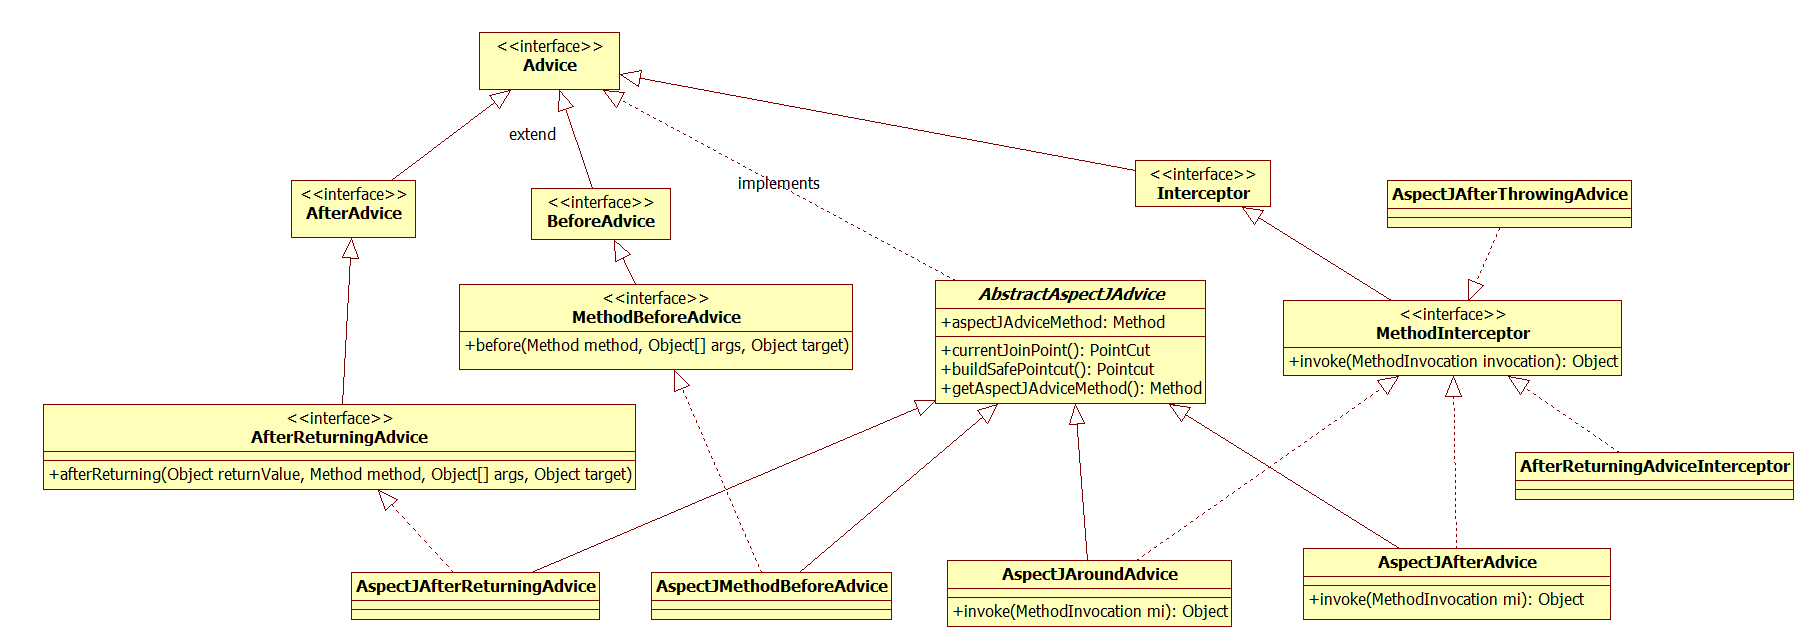 <<interface>>
Advice
extend
implements
<<interface>>
AfterAdvice
<<interface>>
BeforeAdvice
<<interface>>
Interceptor
AspectJAfterThrowingAdvice
<<interface>>
MethodBeforeAdvice
+before(Method method, Object[] args, Object target)
AbstractAspectJAdvice
+aspectJAdviceMethod: Method
+currentJoinPoint(): PointCut
+buildSafePointcut(): Pointcut
+getAspectJAdviceMethod(): Method
<<interface>>
MethodInterceptor
+invoke(MethodInvocation invocation): Object
<<interface>>
AfterReturningAdvice
+afterReturning(Object returnValue, Method method, Object[] args, Object target)
AfterReturningAdviceInterceptor
AspectJAfterReturningAdvice
AspectJMethodBeforeAdvice
AspectJAroundAdvice
+invoke(MethodInvocation mi): Object
AspectJAfterAdvice
+invoke(MethodInvocation mi): Object